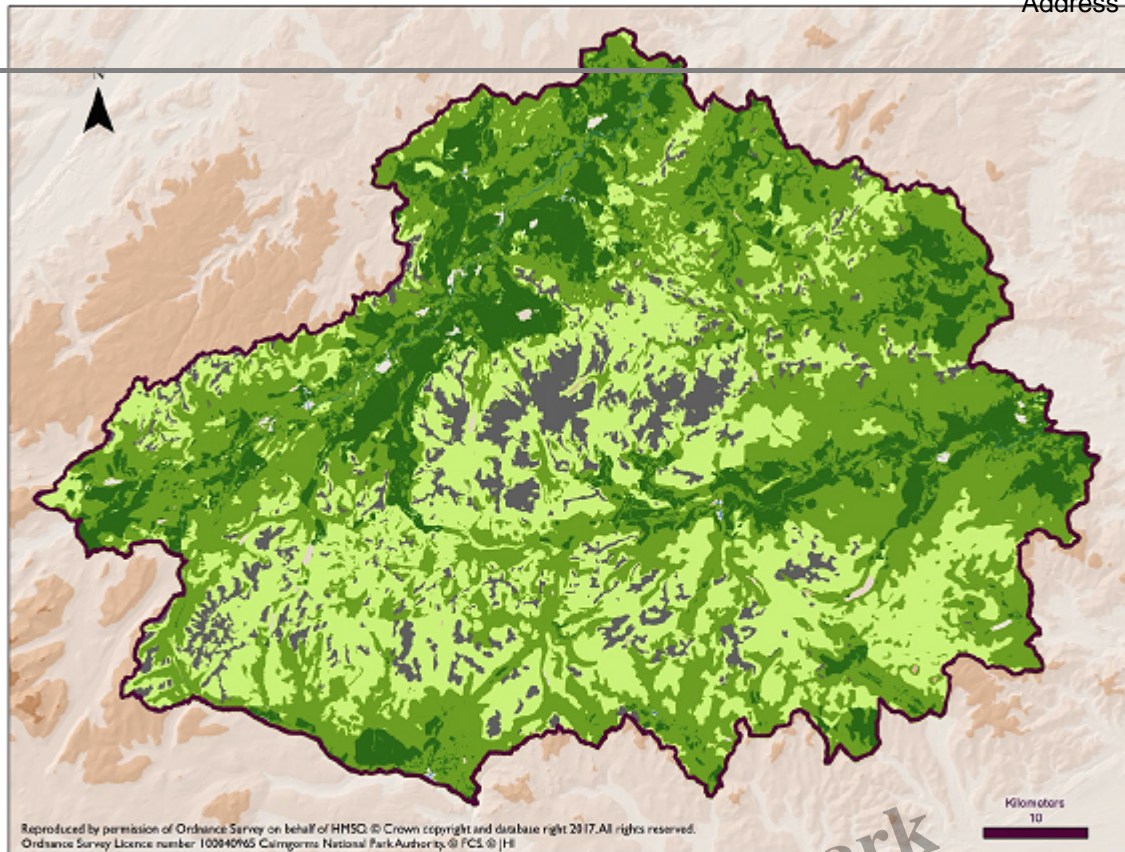 Address
N
Kilometers
10
Reproduced by permission of Ordnance Survey on behalf of HMSO. © Crown copyright and database right 2017. All rights reserved.
Ordnance Survey Licence number 100040965 Cairngorms National Park Authority. © FCS. © JHI
ark